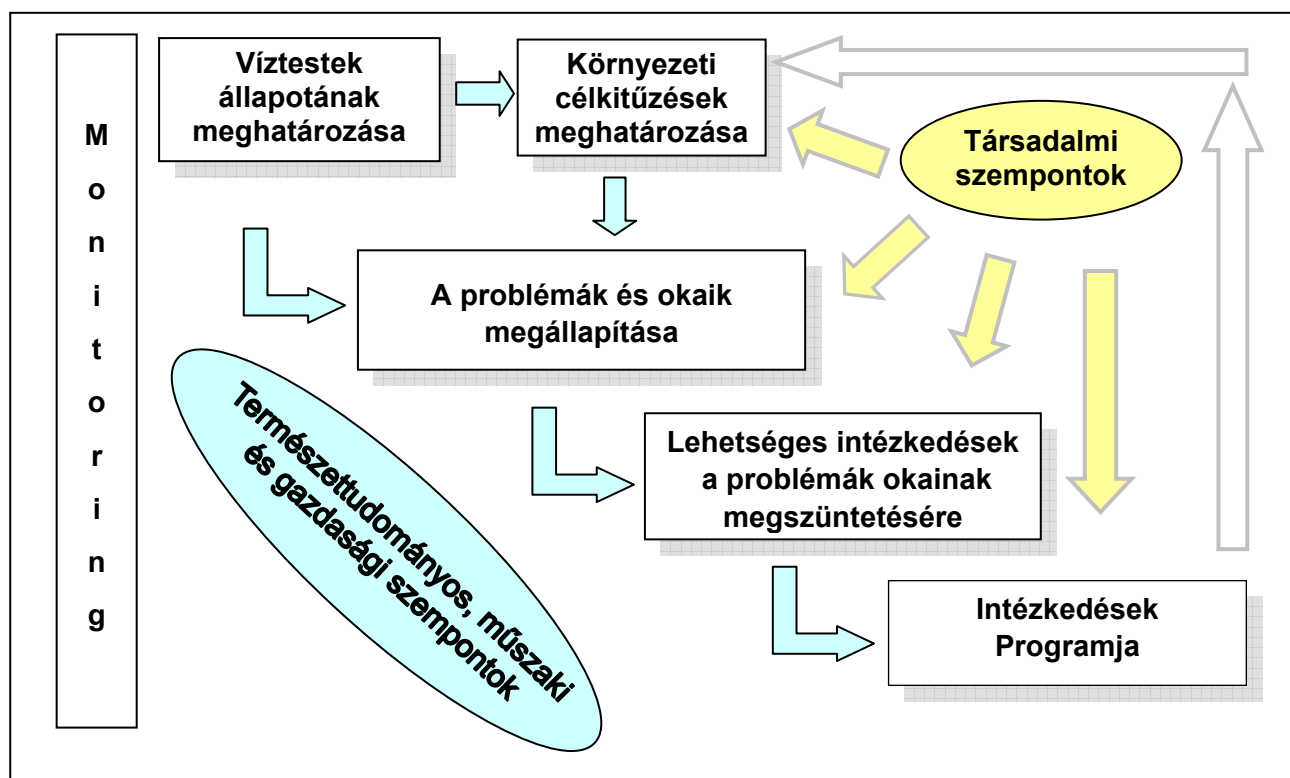 Monitoring
Víztestek
állapotának
meghatározása
Környezeti
célkitűzések
meghatározása
Társadalmi
szempontok
A problémák és okaik
megállapítása
Természettudományos, műszaki
és gazdasági szempontok
Lehetséges intézkedések
a problémák okainak
megszüntetésére
Intézkedések
Programja